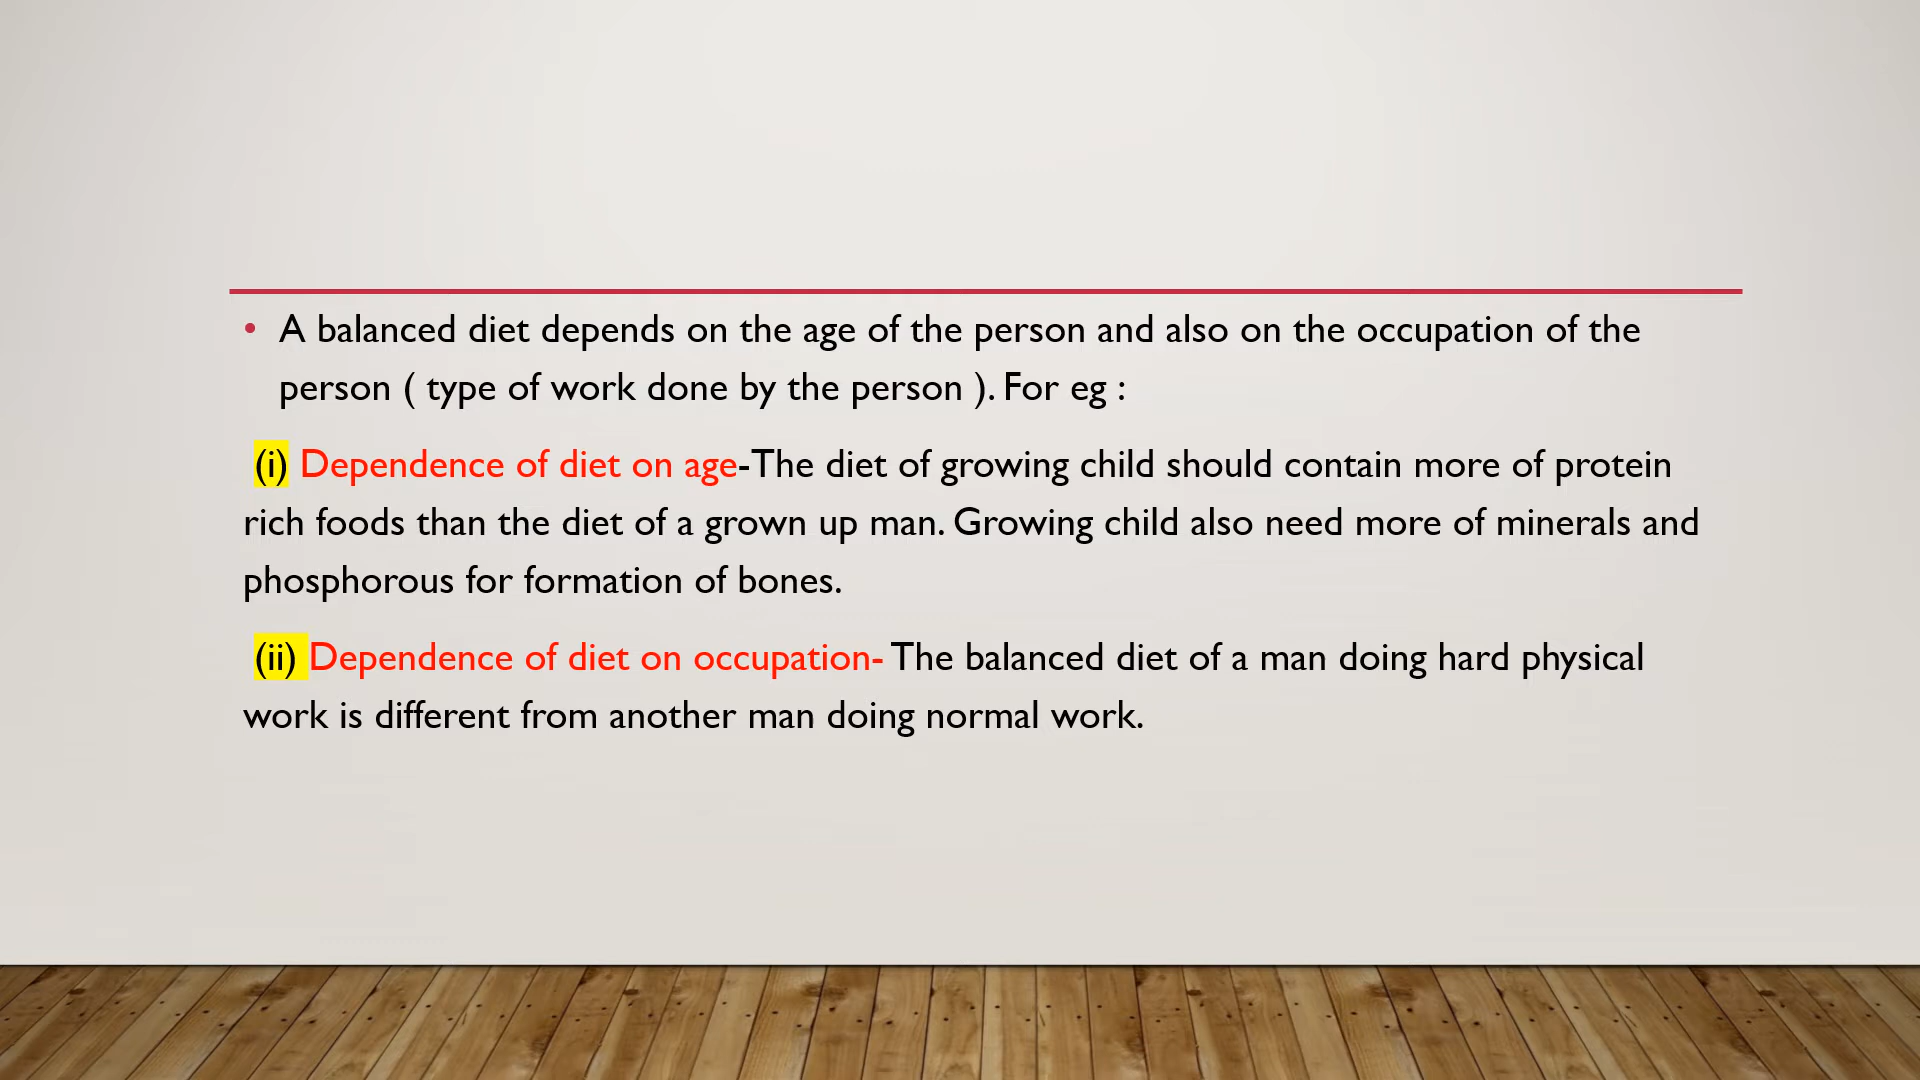 • A balanced diet depends on the age of the person and also on the occupation of the
person ( type of work done by the person ). For eg :
(i) Dependence of diet on age-The diet of growing child should contain more of protein
rich foods than the diet of a grown up man. Growing child also need more of minerals and
phosphorous for formation of bones.
(ii) Dependence of diet on occupation- The balanced diet of a man doing hard physical
work is different from another man doing normal work.